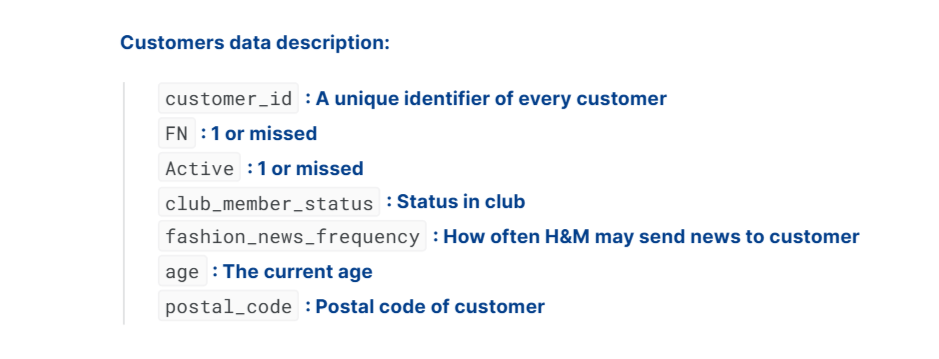 Customers data description:
customer_id : A unique identifier of every customer
FN : 1 or missed
Active : 1 or missed
club_member_status : Status in club
fashion_news_frequency : How often H&M may send news to customer
age : The current age
postal_code : Postal code of customer